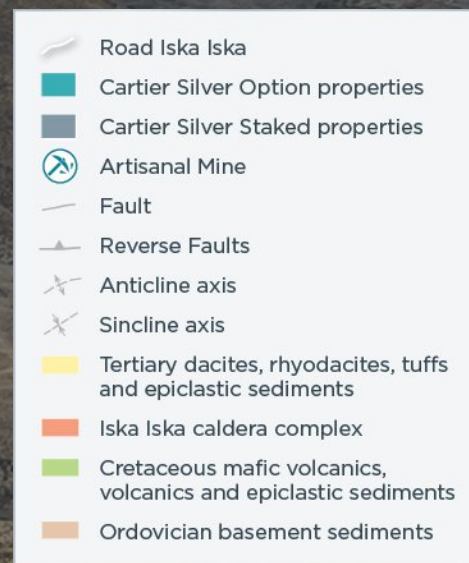 Road Iska Iska
Cartier Silver Option properties
Cartier Silver Staked properties
Artisanal Mine
Fault
Reverse Faults
Anticline axis
Sincline axis
Tertiary dacites, rhyodacites, tuffs
and epiclastic sediments
Iska Iska caldera complex
Cretaceous mafic volcanics,
volcanics and epiclastic sediments
Ordovician basement sediments